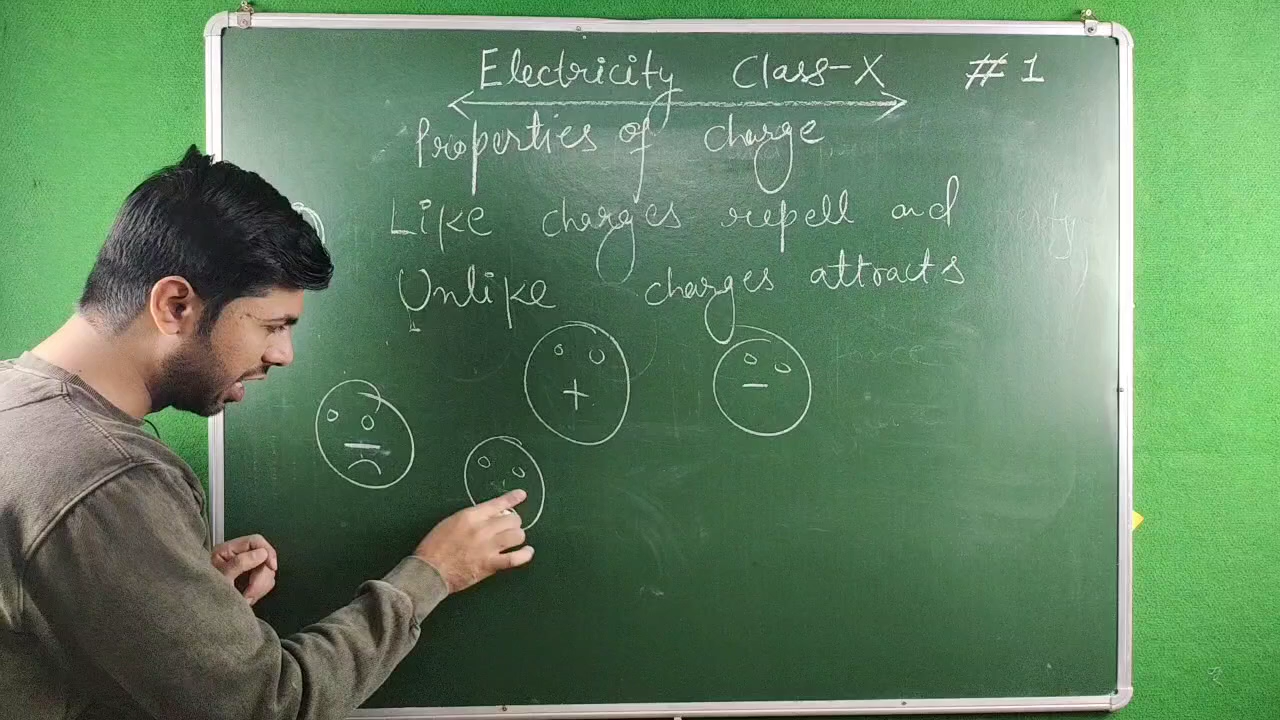 Electricity Class-X #1
Properties of charge
Like charges repell and
Unlike charges attracts
+ –
–